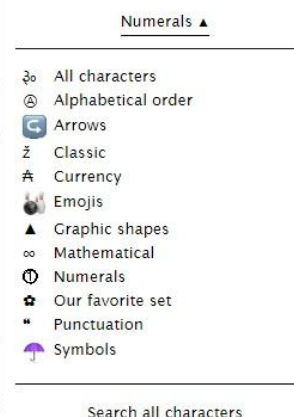 Numerals ▲
All characters
Ⓐ Alphabetical order
Arrows
ž Classic
₳ Currency
Emojis
▲ Graphic shapes
∞ Mathematical
Numerals
✿ Our favorite set
❝ Punctuation
☂ Symbols
Search all characters